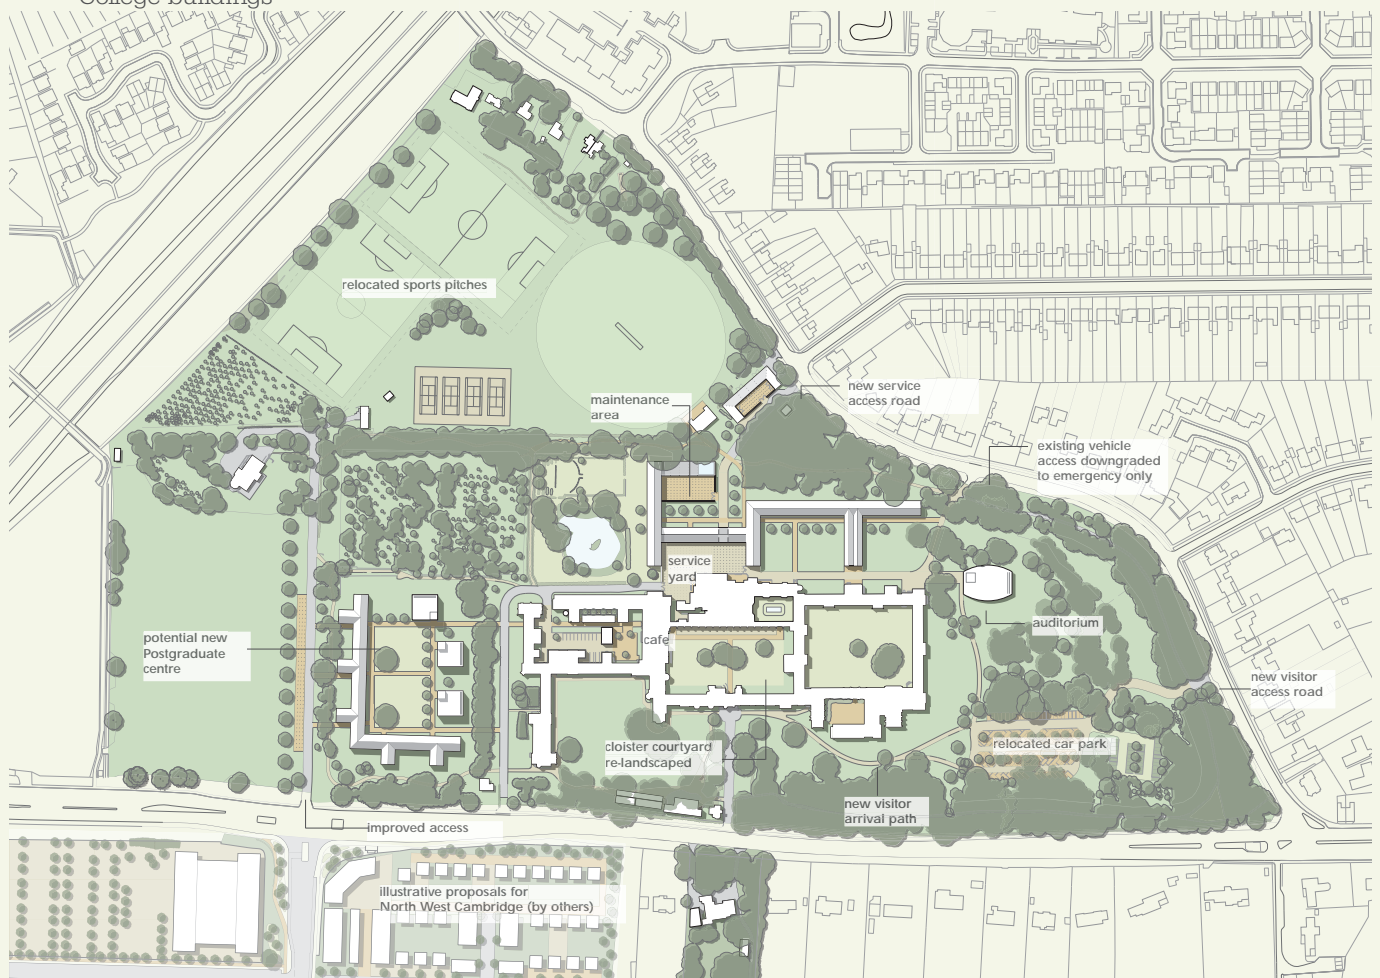 College buildings
relocated sports pitches
maintenance
area
new service
access road
existing vehicle
access downgraded
to emergency only
service
yard
potential new
Postgraduate
centre
cafe
auditorium
new visitor
access road
cloister courtyard
re-landscaped
relocated car park
new visitor
arrival path
improved access
illustrative proposals for
North West Cambridge (by others)